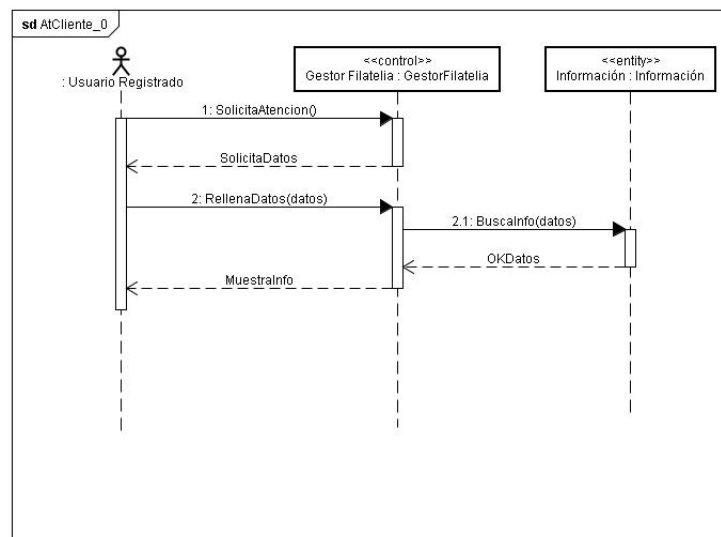 sd AtCliente_0
: Usuario Registrado
<<control>>
Gestor Filatelia : GestorFilatelia
<<entity>>
Información : Información
1: SolicitaAtencion()
SolicitaDatos
2: RellenaDatos(datos)
2.1: BuscaInfo(datos)
OKDatos
MuestraInfo